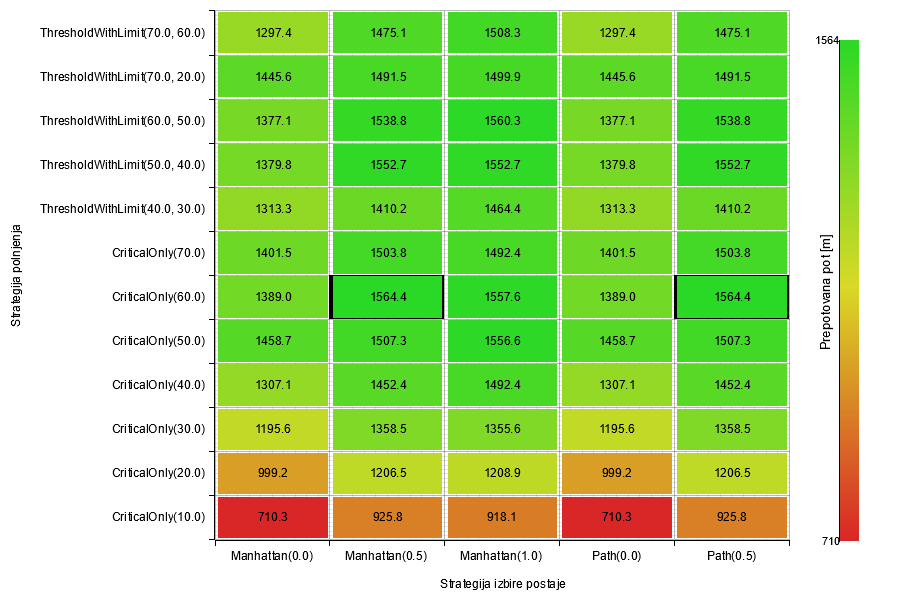 ThresholdWithLimit(70.0, 60.0) 1297.4 1475.1 1508.3 1297.4 1475.1
ThresholdWithLimit(70.0, 20.0) 1445.6 1491.5 1499.9 1445.6 1491.5
ThresholdWithLimit(60.0, 50.0) 1377.1 1538.8 1560.3 1377.1 1538.8
ThresholdWithLimit(50.0, 40.0) 1379.8 1552.7 1552.7 1379.8 1552.7
ThresholdWithLimit(40.0, 30.0) 1313.3 1410.2 1464.4 1313.3 1410.2
CriticalOnly(70.0) 1401.5 1503.8 1492.4 1401.5 1503.8
CriticalOnly(60.0) 1389.0 1564.4 1557.6 1389.0 1564.4
CriticalOnly(50.0) 1458.7 1507.3 1556.6 1458.7 1507.3
CriticalOnly(40.0) 1307.1 1452.4 1492.4 1307.1 1452.4
CriticalOnly(30.0) 1195.6 1358.5 1355.6 1195.6 1358.5
CriticalOnly(20.0) 999.2 1206.5 1208.9 999.2 1206.5
CriticalOnly(10.0) 710.3 925.8 918.1 710.3 925.8
Manhattan(0.0) Manhattan(0.5) Manhattan(1.0) Path(0.0) Path(0.5)
Strategija izbire postaje
Strategija polnjenja
1564
710
Prepotovana pot [m]